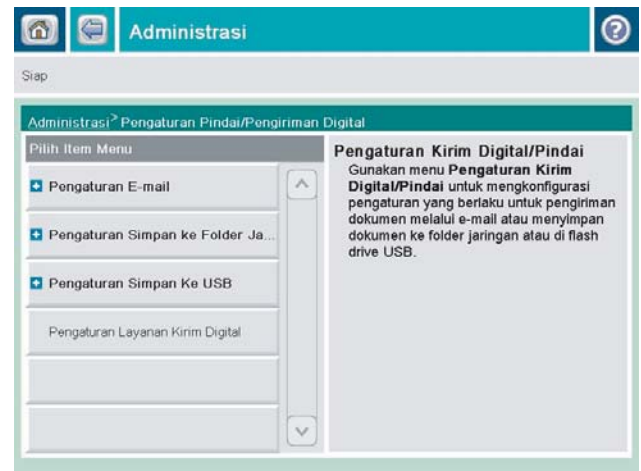 Administrasi
?
Siap
Administrasi> Pengaturan Pindai/Pengiriman Digital
Pilih Item Menu
Pengaturan E-mail
Pengaturan Simpan ke Folder Ja...
Pengaturan Simpan Ke USB
Pengaturan Layanan Kirim Digital
Pengaturan Kirim Digital/Pindai
Gunakan menu Pengaturan Kirim
Digital/Pindai untuk mengkonfigurasi
pengaturan yang berlaku untuk pengiriman
dokumen melalui e-mail atau menyimpan
dokumen ke folder jaringan atau di flash
drive USB.